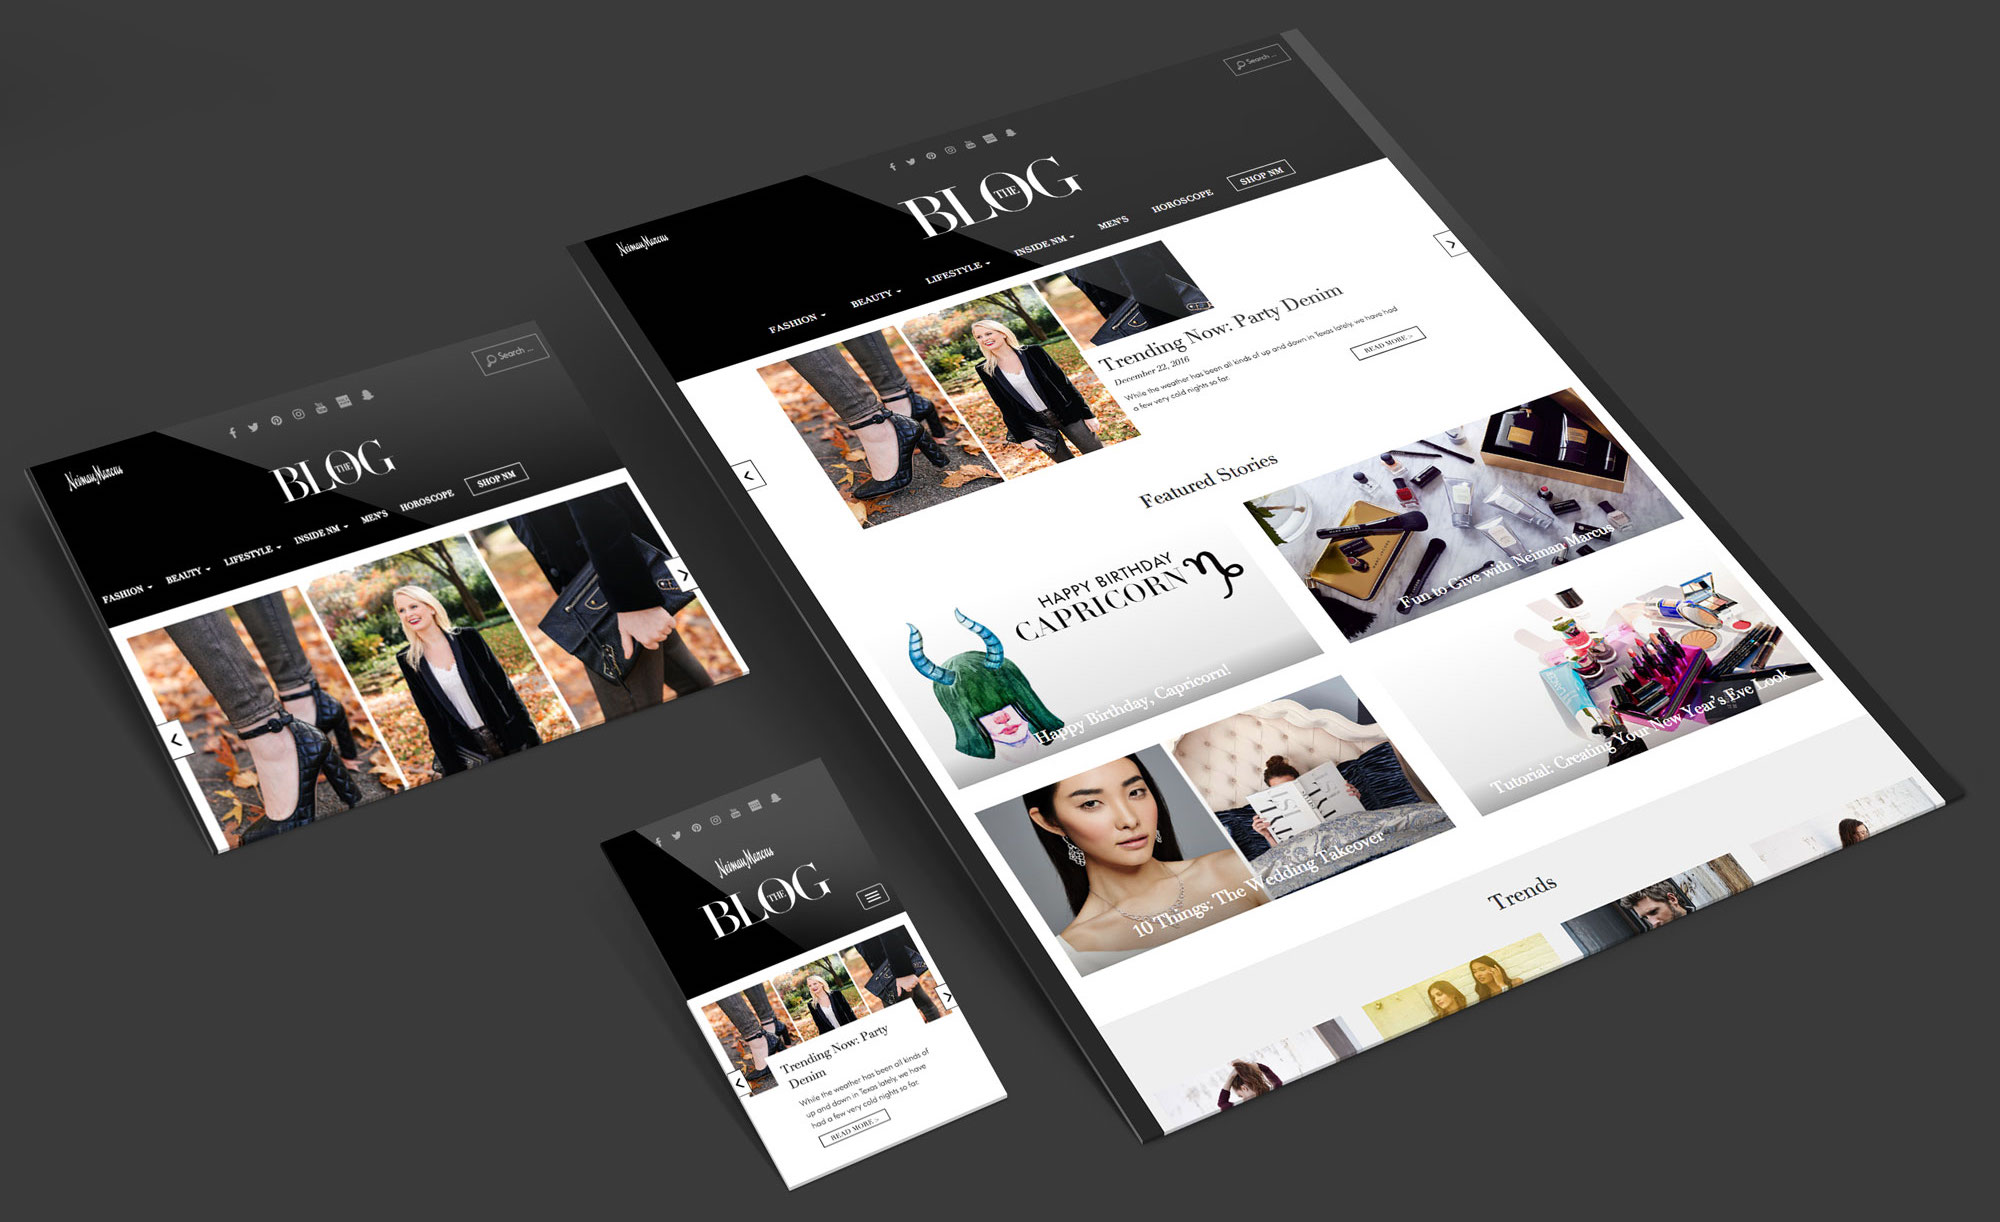 Search ...
Neiman Marcus
THE
BLOG
FASHION
BEAUTY
LIFESTYLE
INSIDE NM
MEN'S
HOROSCOPE
SHOP NM
Search ...
Neiman Marcus
THE
BLOG
FASHION
BEAUTY
LIFESTYLE
INSIDE NM
MEN'S
HOROSCOPE
SHOP NM
Trending Now: Party Denim
December 22, 2016
While the weather has been all kinds of up and down in Texas lately, we have had
a few very cold nights so far.
READ MORE >
Featured Stories
HAPPY BIRTHDAY
CAPRICORN
Happy Birthday, Capricorn!
Fun to Give with Neiman Marcus
10 Things: The Wedding Takeover
Tutorial: Creating Your New Year's Eve Look
Trends
Neiman Marcus
THE
BLOG
Trending Now: Party
Denim
While the weather has been all kinds of
up and down in Texas lately, we have
had a few very cold nights so far.
READ MORE >